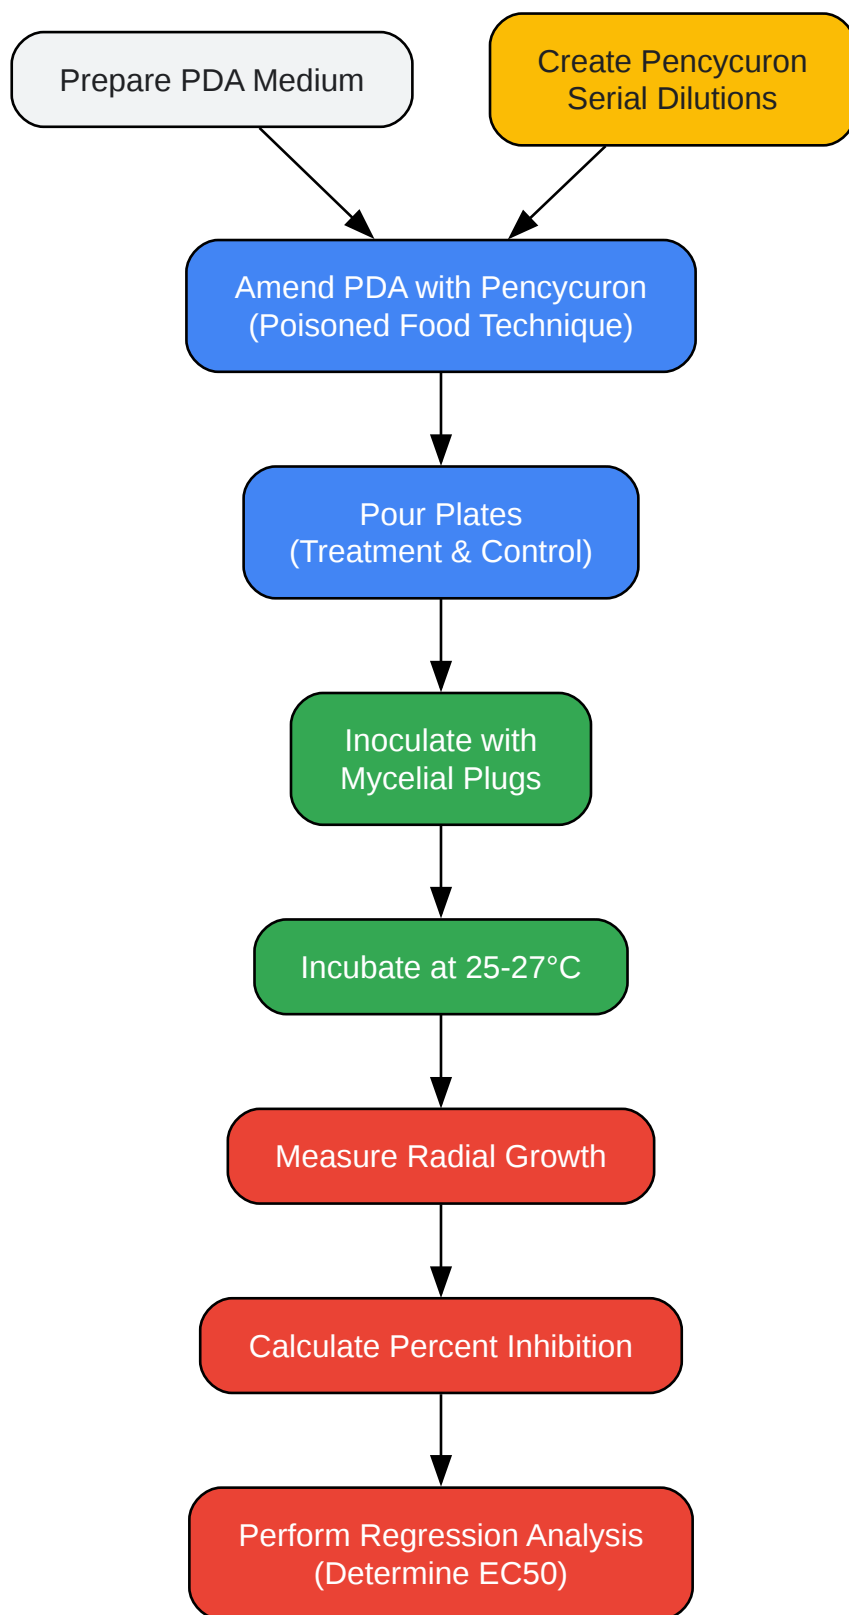 Prepare PDA Medium
Create Pencycuron
Serial Dilutions
Amend PDA with Pencycuron
(Poisoned Food Technique)
Pour Plates
(Treatment & Control)
Inoculate with
Mycelial Plugs
Incubate at 25-27°C
Measure Radial Growth
Calculate Percent Inhibition
Perform Regression Analysis
(Determine EC50)